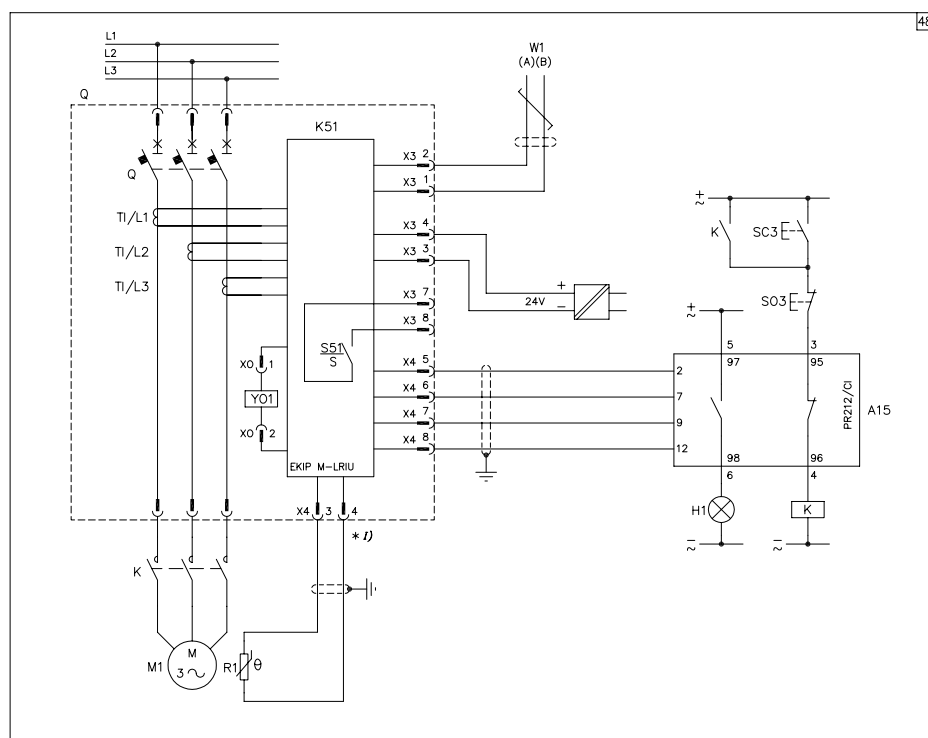 48
L1
L2
L3
W1
(A)(B)
Q
K51
X3 2
X3 1
Q
TI/L1
X3 4
TI/L2
X3 3
+
24V
−
TI/L3
X3 7
X3 8
S51
S
+
~
K
SC3
SO3
+
~
5
97
3
95
X4 5
2
X4 6
7
X4 7
9
X4 8
12
PR212/CI
A15
98
6
96
4
X0 1
YO1
X0 2
EKIP M-LRIU
X4 3 4
*1)
H1
K
−
~
−
~
K
M1
M
3~
R1
θ